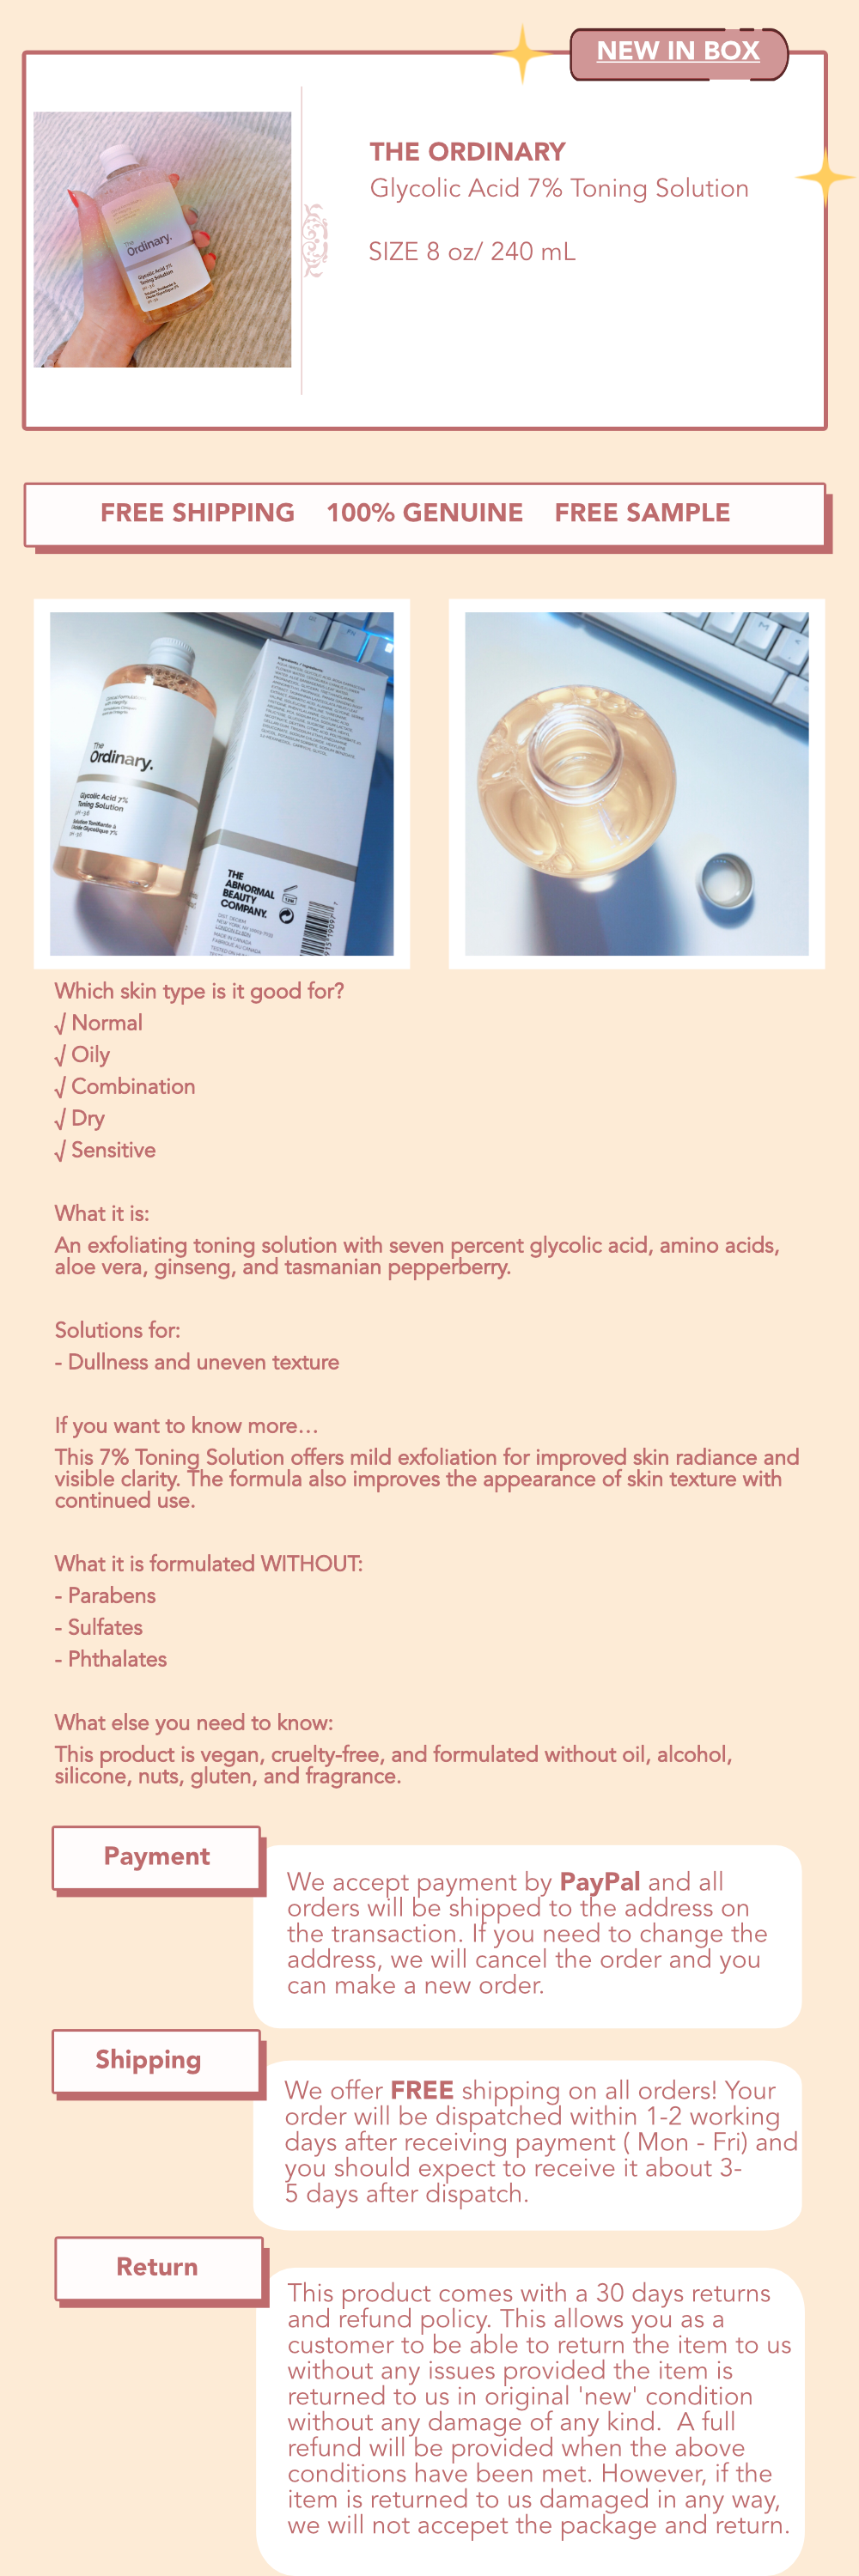 NEW IN BOX
THE ORDINARY
Glycolic Acid 7% Toning Solution
SIZE 8 oz/ 240 mL
The
Ordinary.
Glycolic Acid 7%
Toning Solution
FREE SHIPPING 100% GENUINE FREE SAMPLE
The
Ordinary.
Glycolic Acid 7%
Toning Solution
Solution Tonifiante à
l'Acide Glycolique 7%
THE
ABNORMAL
BEAUTY
COMPANY.
Which skin type is it good for?
√ Normal
√ Oily
√ Combination
√ Dry
√ Sensitive
What it is:
An exfoliating toning solution with seven percent glycolic acid, amino acids,
aloe vera, ginseng, and tasmanian pepperberry.
Solutions for:
- Dullness and uneven texture
If you want to know more…
This 7% Toning Solution offers mild exfoliation for improved skin radiance and
visible clarity. The formula also improves the appearance of skin texture with
continued use.
What it is formulated WITHOUT:
- Parabens
- Sulfates
- Phthalates
What else you need to know:
This product is vegan, cruelty-free, and formulated without oil, alcohol,
silicone, nuts, gluten, and fragrance.
Payment
We accept payment by PayPal and all
orders will be shipped to the address on
the transaction. If you need to change the
address, we will cancel the order and you
can make a new order.
Shipping
We offer FREE shipping on all orders! Your
order will be dispatched within 1-2 working
days after receiving payment ( Mon - Fri) and
you should expect to receive it about 3-
5 days after dispatch.
Return
This product comes with a 30 days returns
and refund policy. This allows you as a
customer to be able to return the item to us
without any issues provided the item is
returned to us in original 'new' condition
without any damage of any kind.  A full
refund will be provided when the above
conditions have been met. However, if the
item is returned to us damaged in any way,
we will not accepet the package and return.